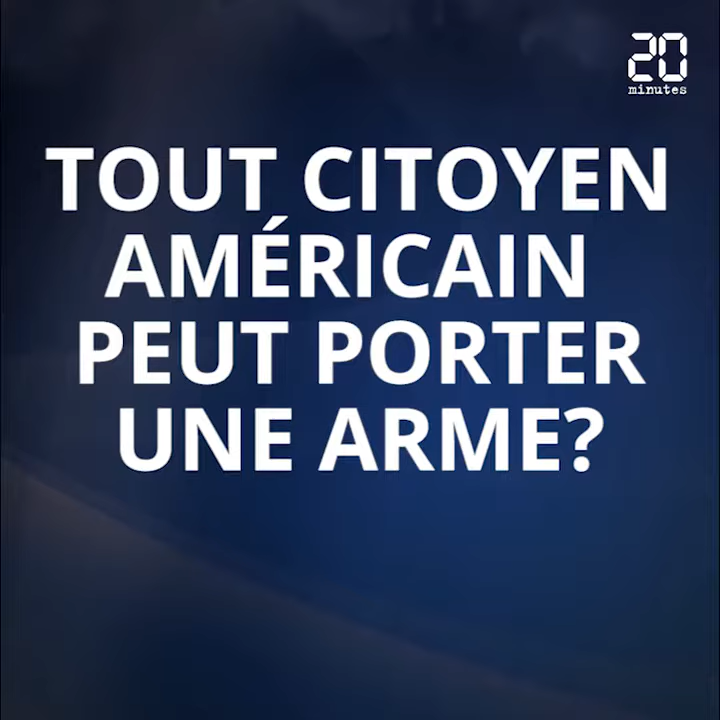 20
minutes
TOUT CITOYEN
AMÉRICAIN
PEUT PORTER
UNE ARME?